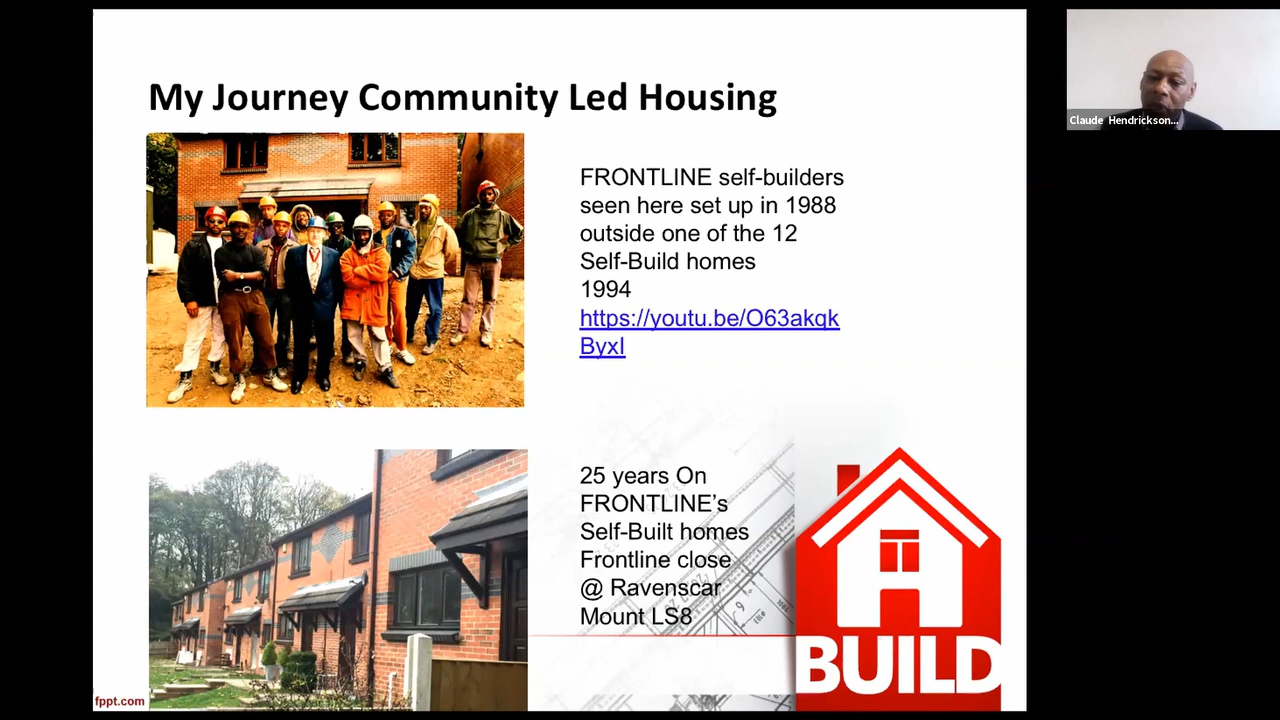 My Journey Community Led Housing
FRONTLINE self-builders
seen here set up in 1988
outside one of the 12
Self-Build homes
1994
https://youtu.be/O63akqk
ByxI
25 years On
FRONTLINE’s
Self-Built homes
Frontline close
@ Ravenscar
Mount LS8
BUILD
fppt.com
Claude Hendrickson...